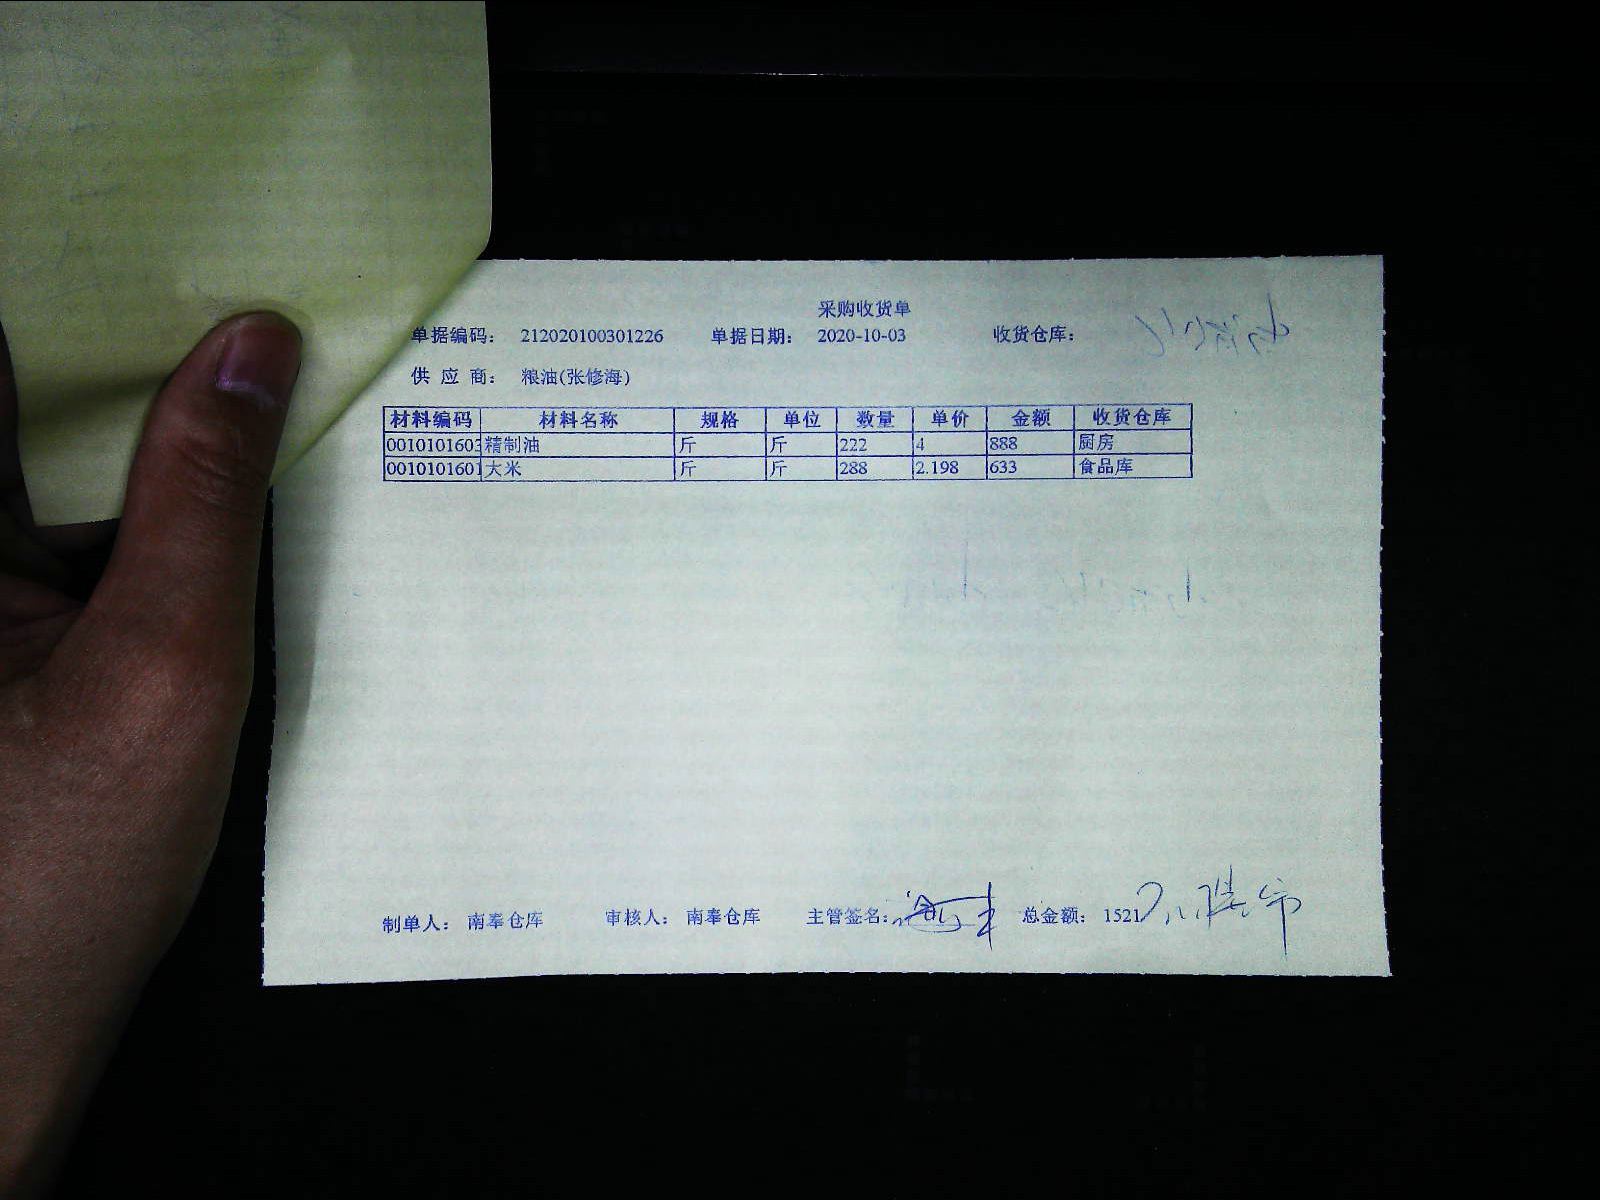 采购收货单
单据编码： 212020100301226 单据日期： 2020-10-03 收货仓库：
供 应 商： 粮油(张修海)
材料编码 材料名称 规格 单位 数量 单价 金额 收货仓库
0010101603 精制油 斤 斤 222 4 888 厨房
0010101601 大米 斤 斤 288 2.198 633 食品库
制单人： 南奉仓库 审核人： 南奉仓库 主管签名： 总金额： 1521